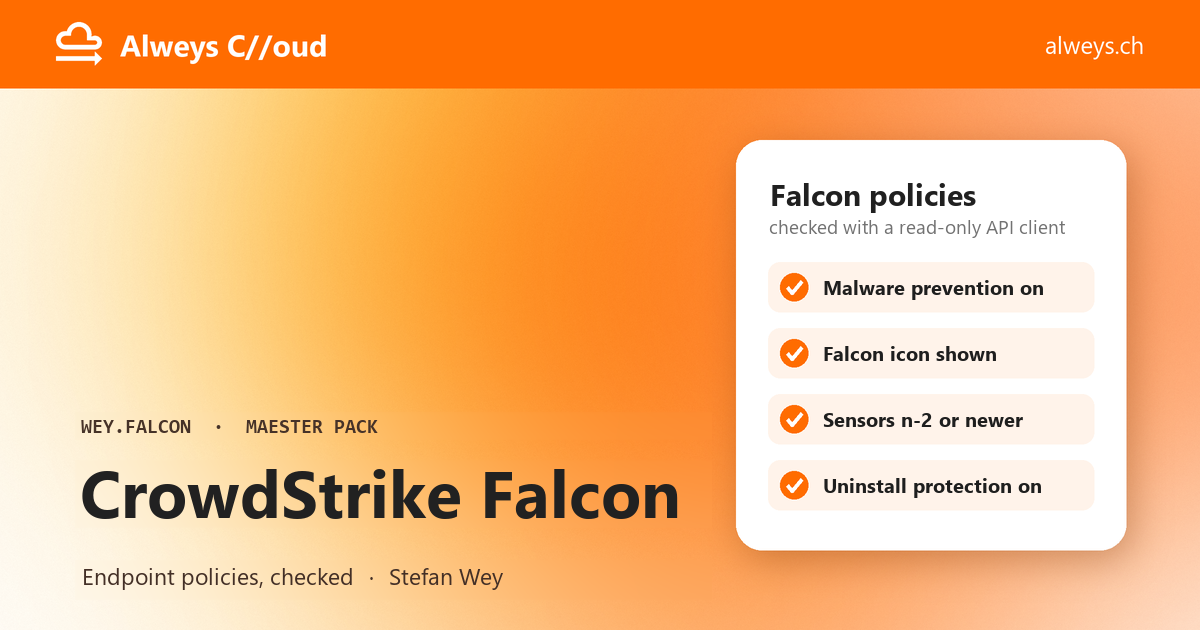 Alweys C//oud
alweys.ch
WEY.FALCON · MAESTER PACK
CrowdStrike Falcon
Endpoint policies, checked · Stefan Wey
Falcon policies
checked with a read-only API client
Malware prevention on
Falcon icon shown
Sensors n-2 or newer
Uninstall protection on